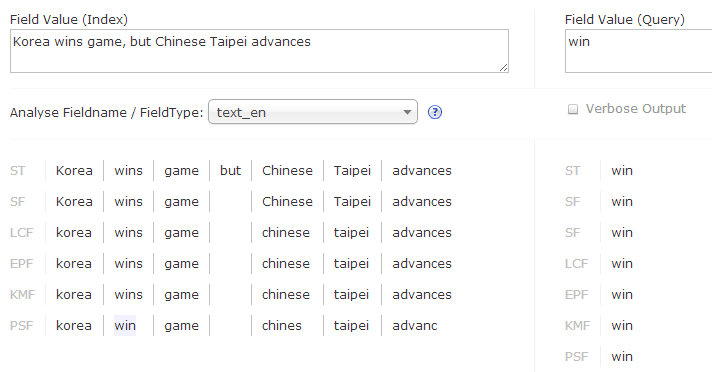 Field Value (Index) Field Value (Query)
Korea wins game, but Chinese Taipei advances win
Analyse Fieldname / FieldType: text_en ? Verbose Output
ST Korea wins game but Chinese Taipei advances ST win
SF Korea wins game Chinese Taipei advances SF win
LCF korea wins game chinese taipei advances SF win
EPF korea wins game chinese taipei advances LCF win
KMF korea wins game chinese taipei advances EPF win
PSF korea win game chines taipei advanc KMF win
PSF win